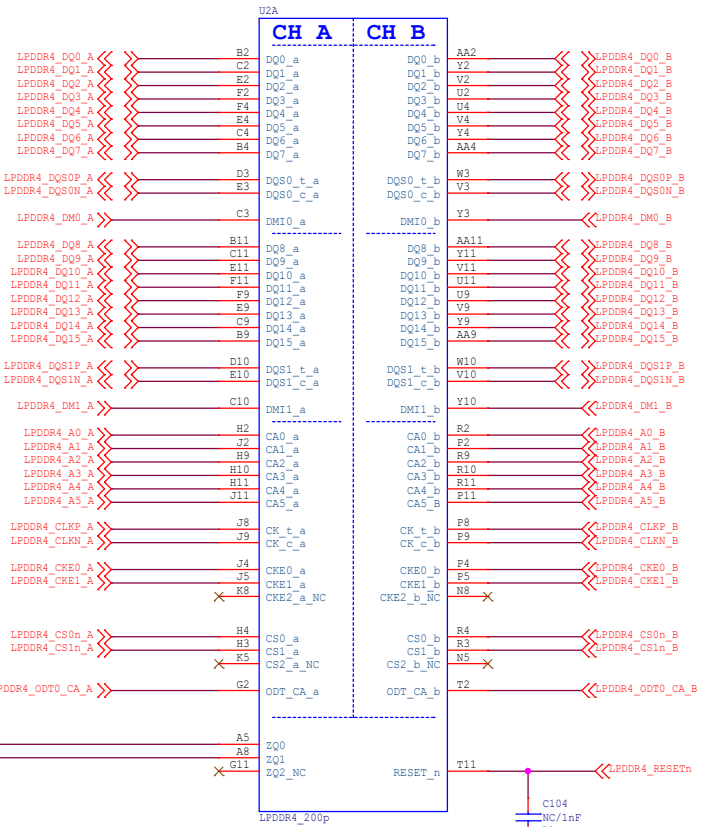 U2A
CH A CH B
LPDDR4_DQ0_A B2 DQ0_a DQ0_b AA2 LPDDR4_DQ0_B
LPDDR4_DQ1_A C2 DQ1_a DQ1_b Y2 LPDDR4_DQ1_B
LPDDR4_DQ2_A E2 DQ2_a DQ2_b V2 LPDDR4_DQ2_B
LPDDR4_DQ3_A F2 DQ3_a DQ3_b U2 LPDDR4_DQ3_B
LPDDR4_DQ4_A F4 DQ4_a DQ4_b U4 LPDDR4_DQ4_B
LPDDR4_DQ5_A E4 DQ5_a DQ5_b V4 LPDDR4_DQ5_B
LPDDR4_DQ6_A C4 DQ6_a DQ6_b Y4 LPDDR4_DQ6_B
LPDDR4_DQ7_A B4 DQ7_a DQ7_b AA4 LPDDR4_DQ7_B
LPDDR4_DQS0P_A D3 DQS0_t_a DQS0_t_b W3 LPDDR4_DQS0P_B
LPDDR4_DQS0N_A E3 DQS0_c_a DQS0_c_b V3 LPDDR4_DQS0N_B
LPDDR4_DM0_A C3 DMI0_a DMI0_b Y3 LPDDR4_DM0_B
LPDDR4_DQ8_A B11 DQ8_a DQ8_b AA11 LPDDR4_DQ8_B
LPDDR4_DQ9_A C11 DQ9_a DQ9_b Y11 LPDDR4_DQ9_B
LPDDR4_DQ10_A E11 DQ10_a DQ10_b V11 LPDDR4_DQ10_B
LPDDR4_DQ11_A F11 DQ11_a DQ11_b U11 LPDDR4_DQ11_B
LPDDR4_DQ12_A F9 DQ12_a DQ12_b U9 LPDDR4_DQ12_B
LPDDR4_DQ13_A E9 DQ13_a DQ13_b V9 LPDDR4_DQ13_B
LPDDR4_DQ14_A C9 DQ14_a DQ14_b Y9 LPDDR4_DQ14_B
LPDDR4_DQ15_A B9 DQ15_a DQ15_b AA9 LPDDR4_DQ15_B
LPDDR4_DQS1P_A D10 DQS1_t_a DQS1_t_b W10 LPDDR4_DQS1P_B
LPDDR4_DQS1N_A E10 DQS1_c_a DQS1_c_b V10 LPDDR4_DQS1N_B
LPDDR4_DM1_A C10 DMI1_a DMI1_b Y10 LPDDR4_DM1_B
LPDDR4_A0_A H2 CA0_a CA0_b R2 LPDDR4_A0_B
LPDDR4_A1_A J2 CA1_a CA1_b P2 LPDDR4_A1_B
LPDDR4_A2_A H9 CA2_a CA2_b R9 LPDDR4_A2_B
LPDDR4_A3_A H10 CA3_a CA3_b R10 LPDDR4_A3_B
LPDDR4_A4_A H11 CA4_a CA4_b R11 LPDDR4_A4_B
LPDDR4_A5_A J11 CA5_a CA5_B P11 LPDDR4_A5_B
LPDDR4_CLKP_A J8 CK_t_a CK_t_b P8 LPDDR4_CLKP_B
LPDDR4_CLKN_A J9 CK_c_a CK_c_b P9 LPDDR4_CLKN_B
LPDDR4_CKE0_A J4 CKE0_a CKE0_b P4 LPDDR4_CKE0_B
LPDDR4_CKE1_A J5 CKE1_a CKE1_b P5 LPDDR4_CKE1_B
K8 CKE2_a_NC CKE2_b_NC N8
LPDDR4_CS0n_A H4 CS0_a CS0_b R4 LPDDR4_CS0n_B
LPDDR4_CS1n_A H3 CS1_a CS1_b R3 LPDDR4_CS1n_B
K5 CS2_a_NC CS2_b_NC N5
PDDR4_ODT0_CA_A G2 ODT_CA_a ODT_CA_b T2 LPDDR4_ODT0_CA_B
A5 ZQ0
A8 ZQ1
G11 ZQ2_NC RESET_n T11 LPDDR4_RESETn
C104
NC/1nF
LPDDR4_200p